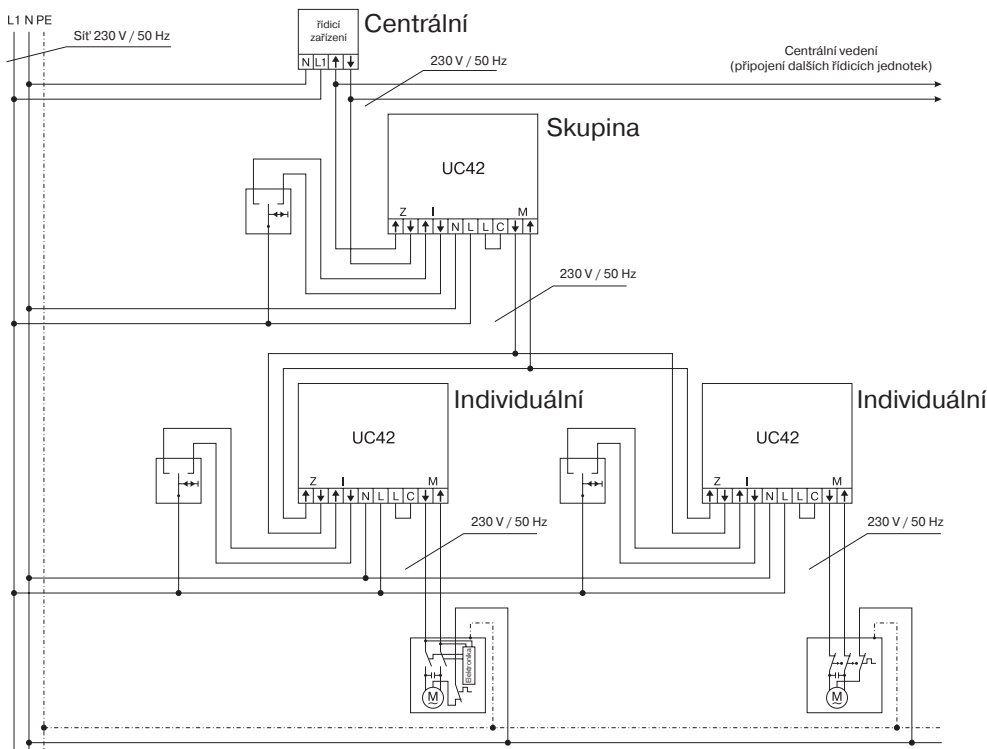 L1 N PE
Síť 230 V / 50 Hz
řídicí
zařízení
Centrální
N L1 ↑ ↓
230 V / 50 Hz
Centrální vedení
(připojení dalších řídicích jednotek)
Skupina
UC42
Z I M
↑ ↓ ↑ ↓ N L L C ↓ ↑
230 V / 50 Hz
Individuální
UC42
Z I M
↑ ↓ ↑ ↓ N L L C ↓ ↑
230 V / 50 Hz
Individuální
UC42
Z I M
↑ ↓ ↑ ↓ N L L C ↓ ↑
230 V / 50 Hz
Elektronika
M
M